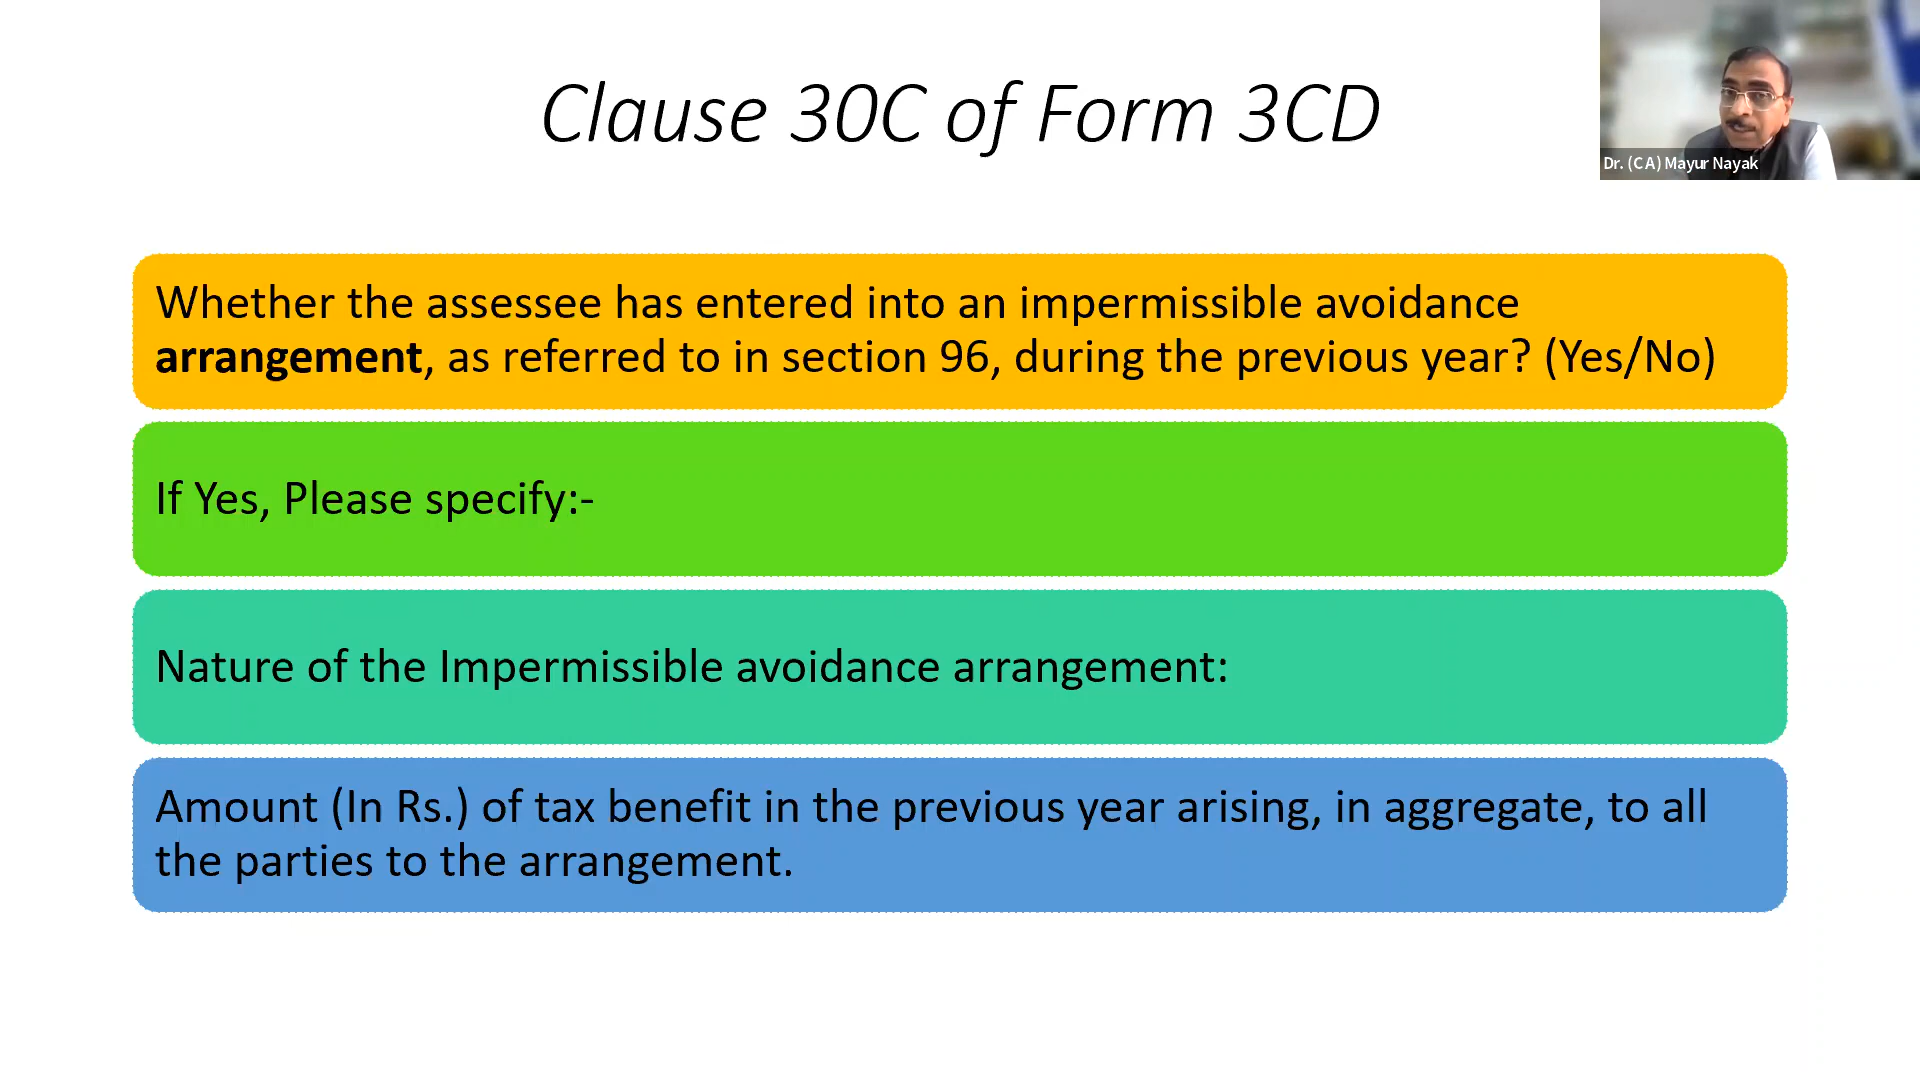 Clause 30C of Form 3CD
Dr. (CA) Mayur Nayak
Whether the assessee has entered into an impermissible avoidance
arrangement, as referred to in section 96, during the previous year? (Yes/No)
If Yes, Please specify:-
Nature of the Impermissible avoidance arrangement:
Amount (In Rs.) of tax benefit in the previous year arising, in aggregate, to all
the parties to the arrangement.